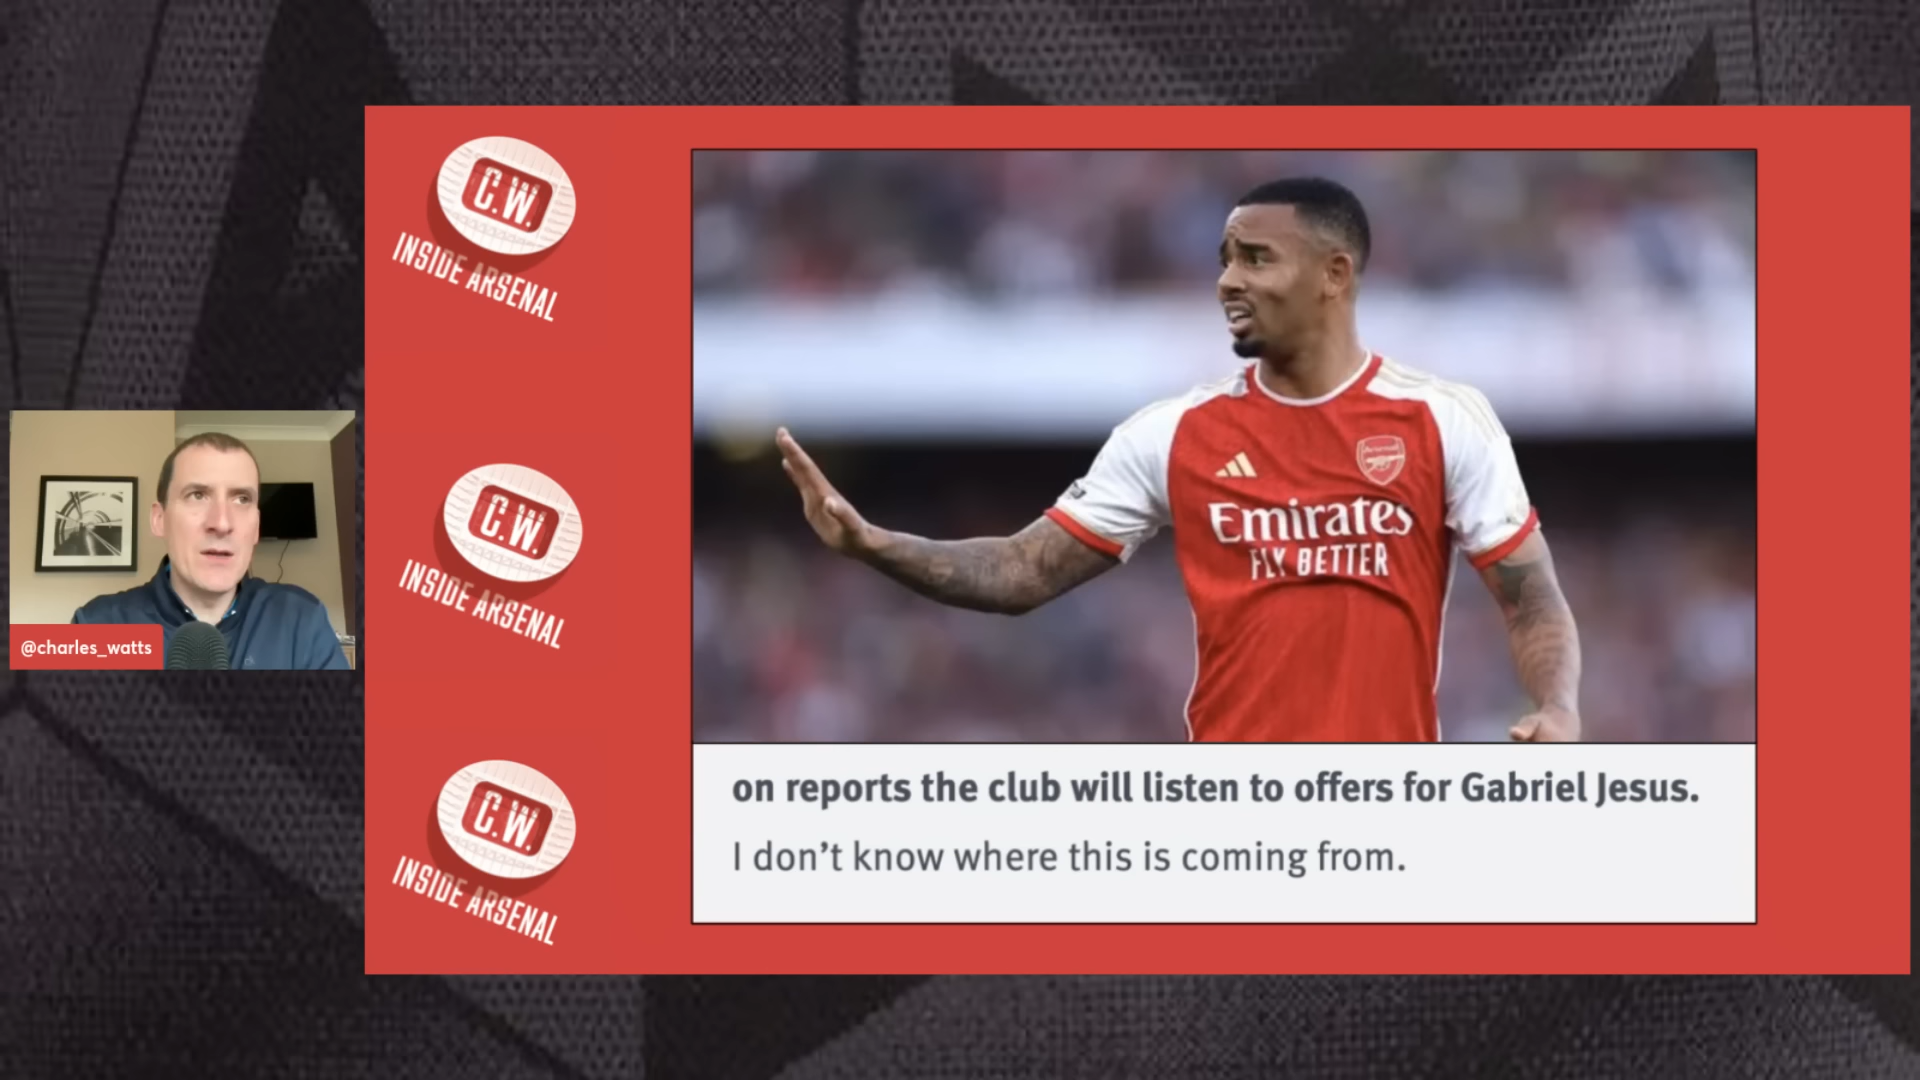 C.W.
INSIDE ARSENAL
C.W.
INSIDE ARSENAL
C.W.
INSIDE ARSENAL
@charles_watts
Arsenal
Emirates
FLY BETTER
on reports the club will listen to offers for Gabriel Jesus.
I don’t know where this is coming from.